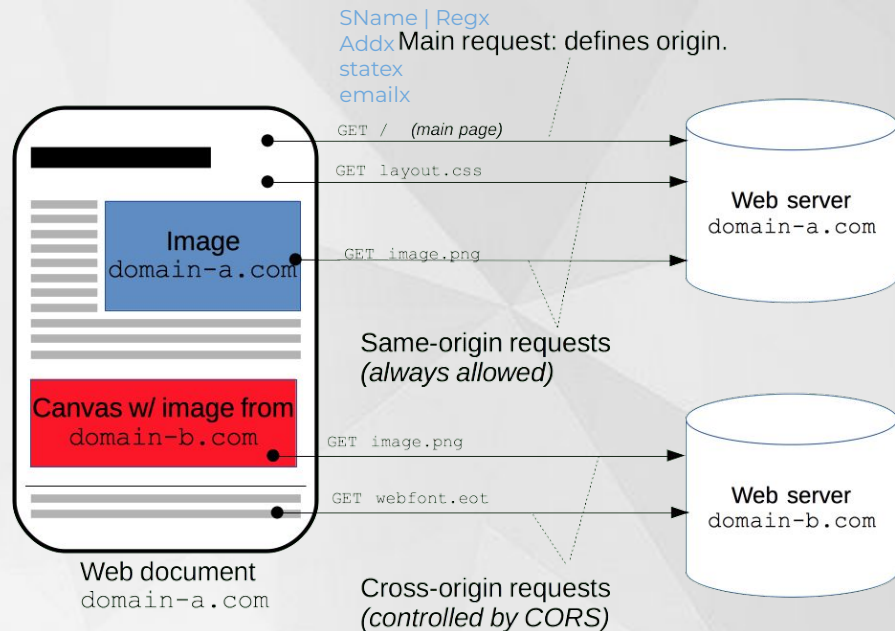 SName | Regx
Addx Main request: defines origin.
statex
emailx
GET / (main page)
GET layout.css
Web server
domain-a.com
Image
domain-a.com
GET image.png
Same-origin requests
(always allowed)
Canvas w/ image from
domain-b.com
GET image.png
GET webfont.eot
Web server
domain-b.com
Web document
domain-a.com
Cross-origin requests
(controlled by CORS)